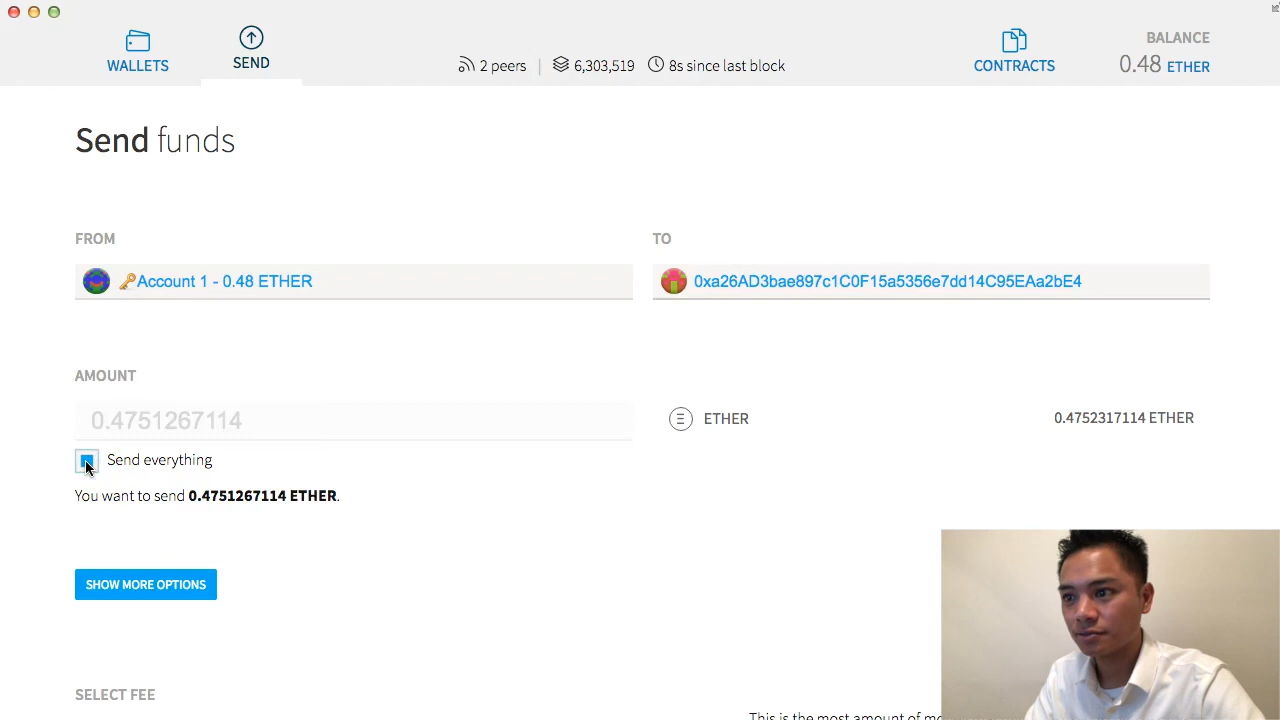 WALLETS
SEND
2 peers | 6,303,519 8s since last block
CONTRACTS
BALANCE
0.48 ETHER
Send funds
FROM
TO
Account 1 - 0.48 ETHER
0xa26AD3bae897c1C0F15a5356e7dd14C95EAa2bE4
AMOUNT
0.4751267114
ETHER
0.4752317114 ETHER
Send everything
You want to send 0.4751267114 ETHER.
SHOW MORE OPTIONS
SELECT FEE
This is the most amount of